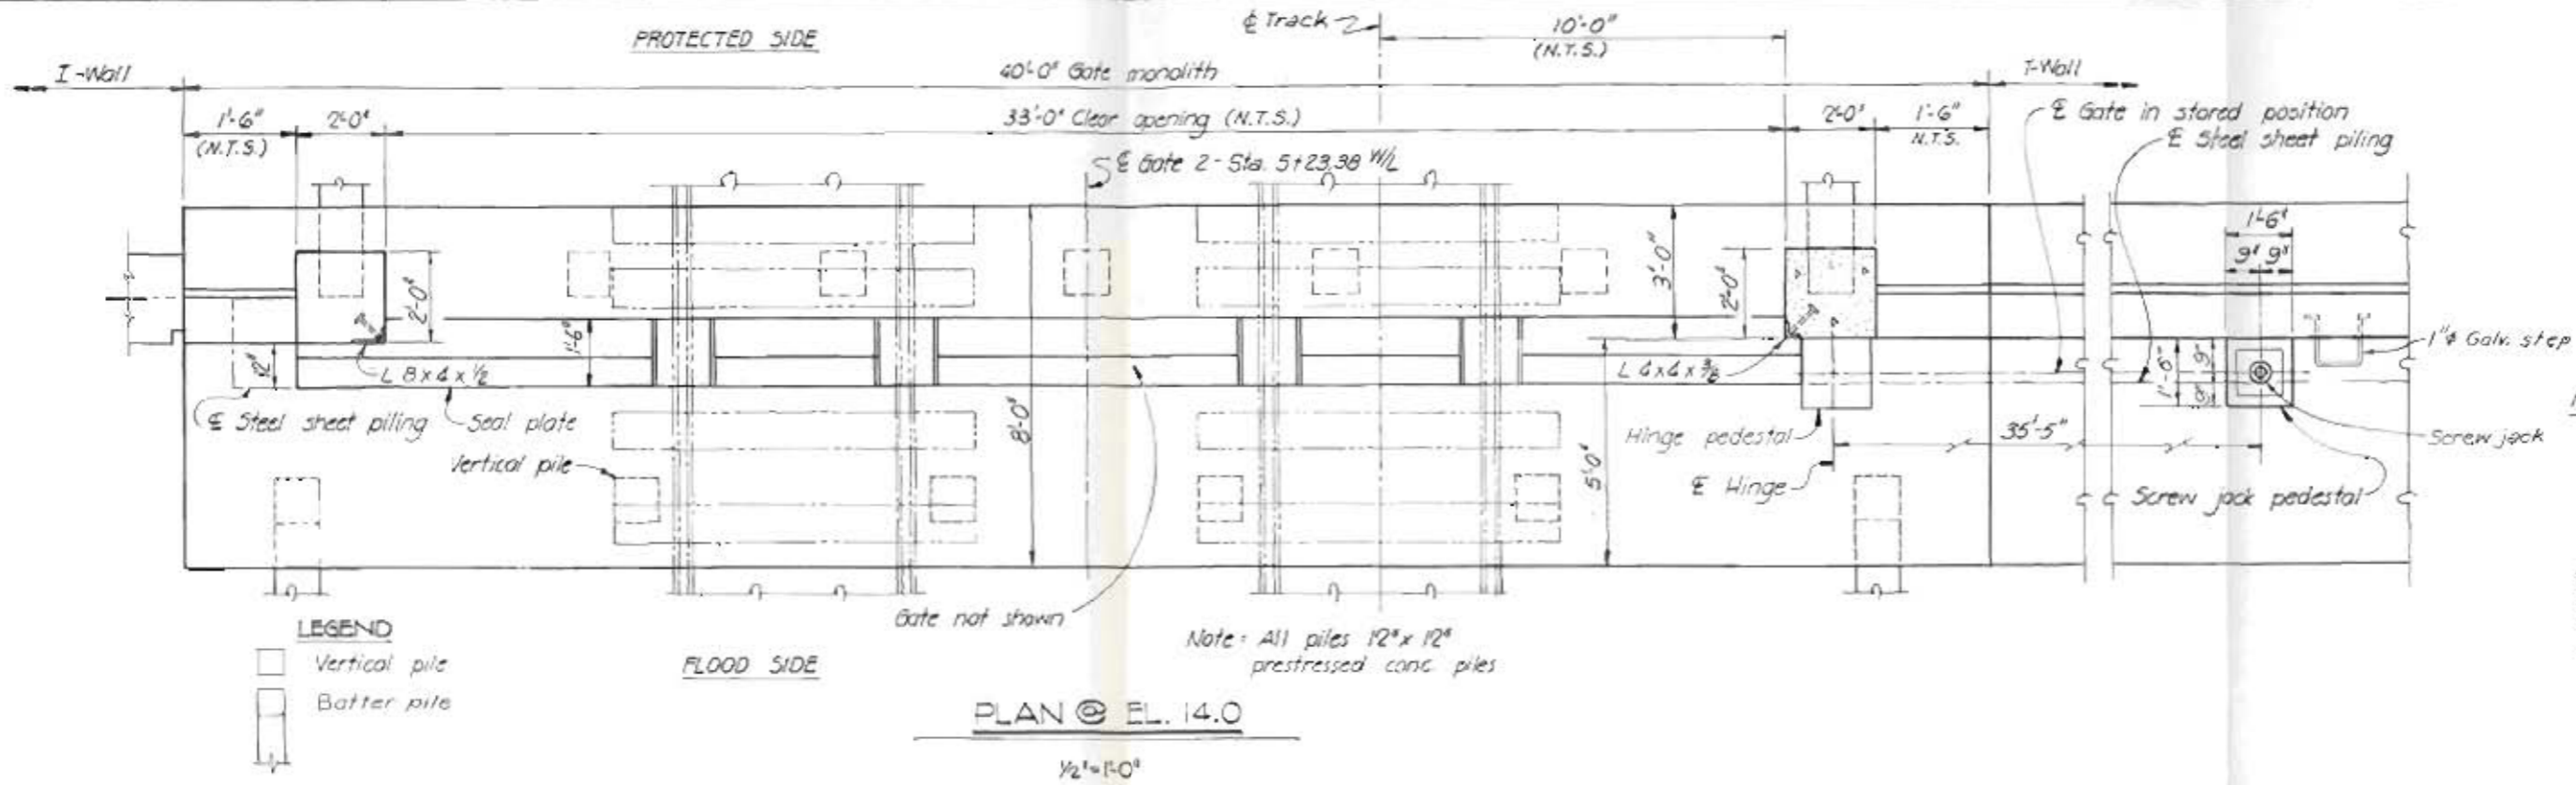 PROTECTED SIDE
℄ Track
10'-0"
(N.T.S.)
I-Wall
40'-0" Gate monolith
T-Wall
1'-6"
(N.T.S.)
2'-0"
33'-0" Clear opening (N.T.S.)
2'-0"
1'-6"
N.T.S.
℄ Gate in stored position
℄ Steel sheet piling
℄ Gate 2 - Sta. 5+23.38 W/L
1'-6"
9" 9"
3'-0"
2'-0"
2'-0"
1'-6"
12"
L 8 x 4 x 1/2
L 4 x 4 x 3/8
1'-6"
9"
9"
1"⌀ Galv. step
℄ Steel sheet piling
Seal plate
8'-0"
Hinge pedestal
35'-5"
Screw jack
Vertical pile
5'-0"
℄ Hinge
Screw jack pedestal
Gate not shown
LEGEND
Vertical pile
Batter pile
FLOOD SIDE
Note: All piles 12" x 12"
prestressed conc. piles
PLAN @ EL. 14.0
1/2"=1'-0"